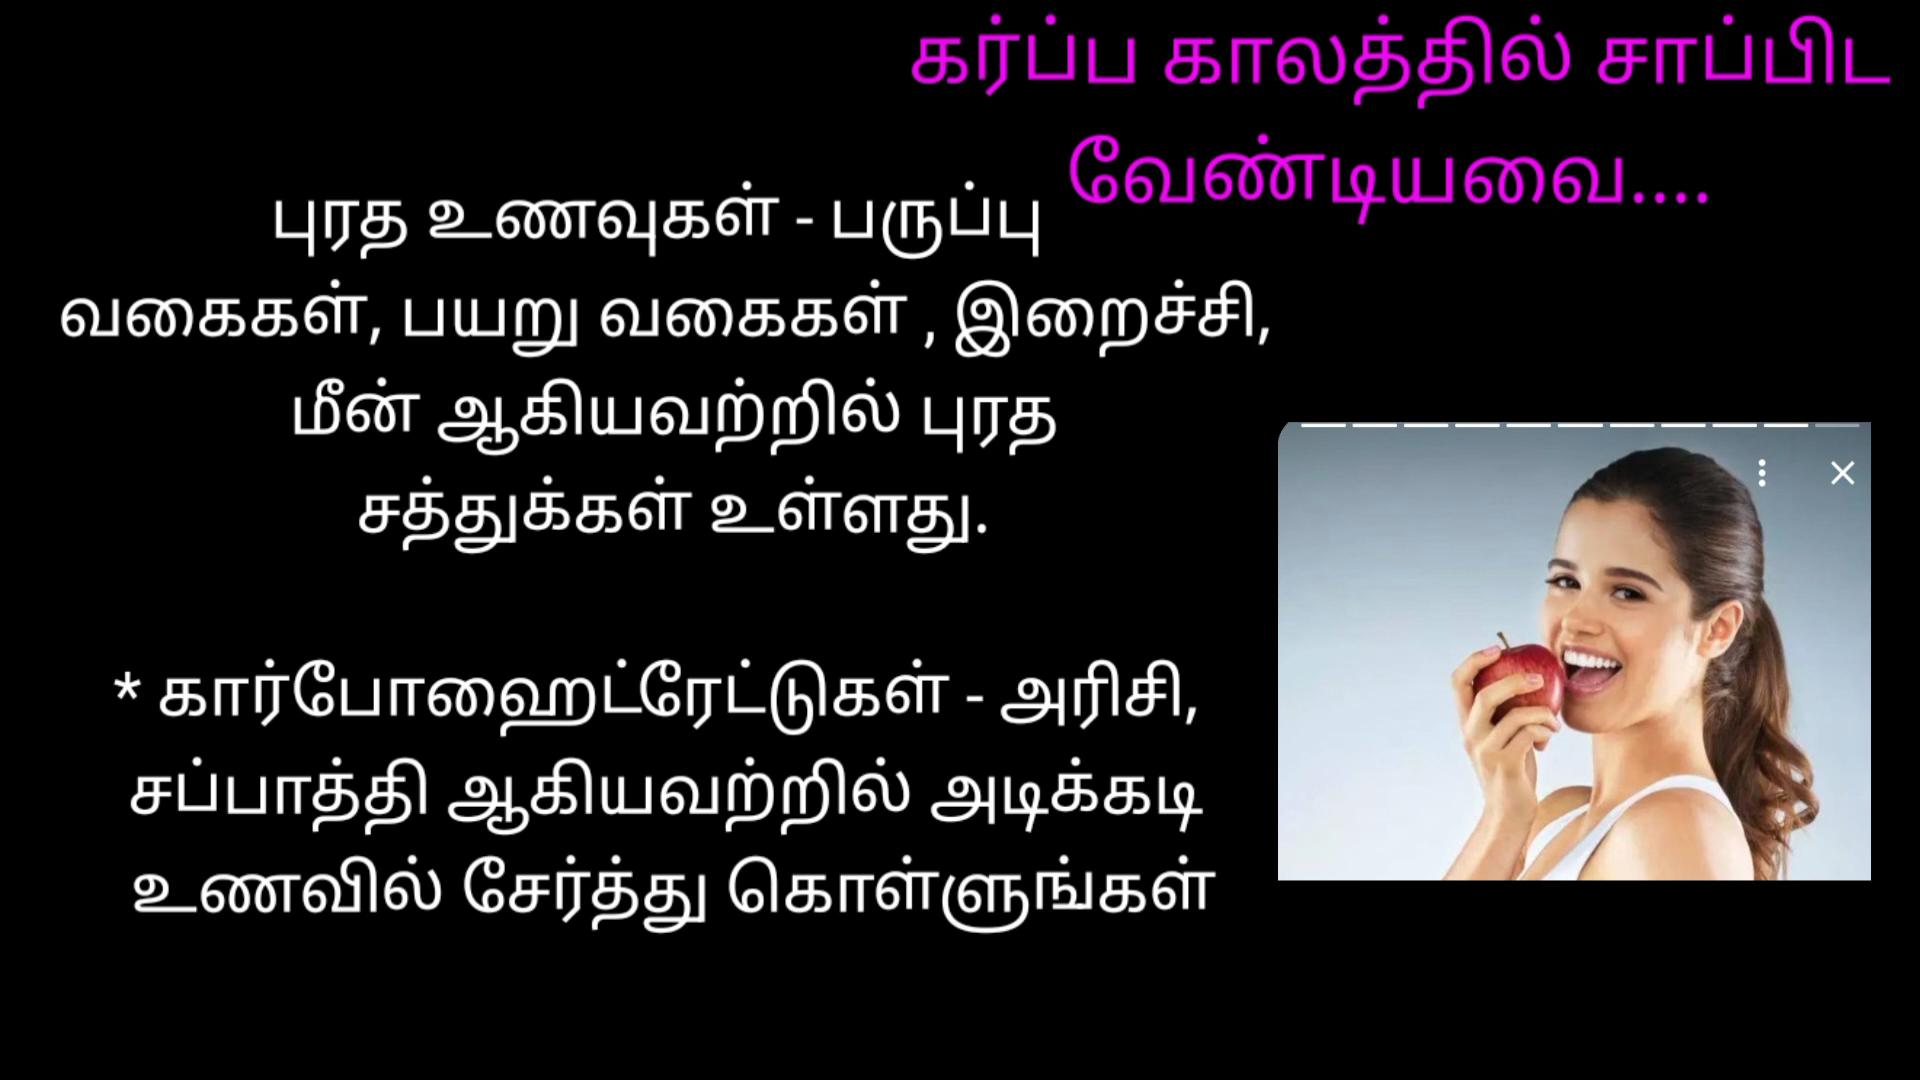 கர்ப்ப காலத்தில் சாப்பிட
வேண்டியவை....
புரத உணவுகள் - பருப்பு
வகைகள், பயறு வகைகள் , இறைச்சி,
மீன் ஆகியவற்றில் புரத
சத்துக்கள் உள்ளது.
* கார்போஹைட்ரேட்டுகள் - அரிசி,
சப்பாத்தி ஆகியவற்றில் அடிக்கடி
உணவில் சேர்த்து கொள்ளுங்கள்